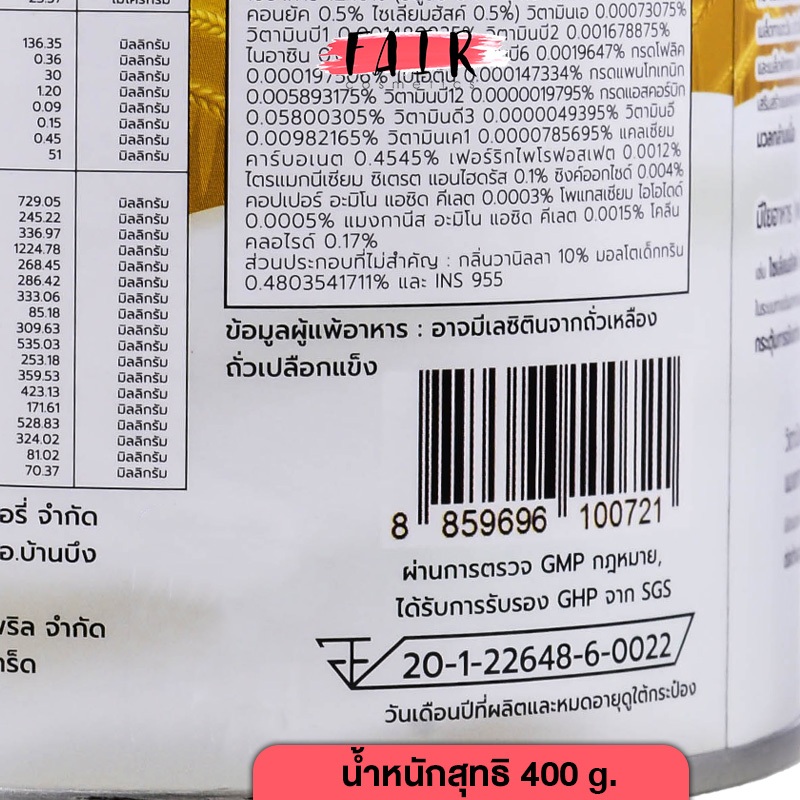 คอนยัค 0.5% ไซเลี่ยมฮัสค์ 0.5%) วิตามินเอ 0.00073075%
วิตามินบี1 วิตามินบี2 0.001678875%
ไนอาซิน 0.0019647% กรดโฟลิค
0.000147334% กรดแพนโทเทนิก
0.005893175% วิตามินบี12 0.0000019795% กรดแอสคอร์บิก
0.05800305% วิตามินดี3 0.0000049395% วิตามินอี
0.00982165% วิตามินเค1 0.0000785695% แคลเซียม
คาร์บอเนต 0.4545% เฟอร์ริกไพโรฟอสเฟต 0.0012%
ไตรแมกนีเซียม ซิเตรต แอนไฮดรัส 0.1% ซิงค์ออกไซด์ 0.004%
คอปเปอร์ อะมิโน แอซิด คีเลต 0.0003% โพแทสเซียม ไอโอไดด์
0.0005% แมงกานีส อะมิโน แอซิด คีเลต 0.0015% โคลีน
คลอไรด์ 0.17%
ส่วนประกอบที่ไม่สำคัญ : กลิ่นวานิลลา 10% มอลโตเด็กทริน
0.4803541711% และ INS 955
FAIR
cosmetics
136.35 มิลลิกรัม
0.36 มิลลิกรัม
30 มิลลิกรัม
1.20 มิลลิกรัม
0.09 มิลลิกรัม
0.15 มิลลิกรัม
0.45 มิลลิกรัม
51 มิลลิกรัม
729.05 มิลลิกรัม
245.22 มิลลิกรัม
336.97 มิลลิกรัม
1224.78 มิลลิกรัม
268.45 มิลลิกรัม
286.42 มิลลิกรัม
333.06 มิลลิกรัม
85.18 มิลลิกรัม
309.63 มิลลิกรัม
535.03 มิลลิกรัม
253.18 มิลลิกรัม
359.53 มิลลิกรัม
423.13 มิลลิกรัม
171.61 มิลลิกรัม
528.83 มิลลิกรัม
324.02 มิลลิกรัม
81.02 มิลลิกรัม
70.37 มิลลิกรัม
ข้อมูลผู้แพ้อาหาร : อาจมีเลซิตินจากถั่วเหลือง
ถั่วเปลือกแข็ง
8 859696 100721
ผ่านการตรวจ GMP กฎหมาย,
ได้รับการรับรอง GHP จาก SGS
20-1-22648-6-0022
วันเดือนปีที่ผลิตและหมดอายุดูใต้กระป๋อง
อรี่ จำกัด
อ.บ้านบึง
จำกัด
น้ำหนักสุทธิ 400 g.